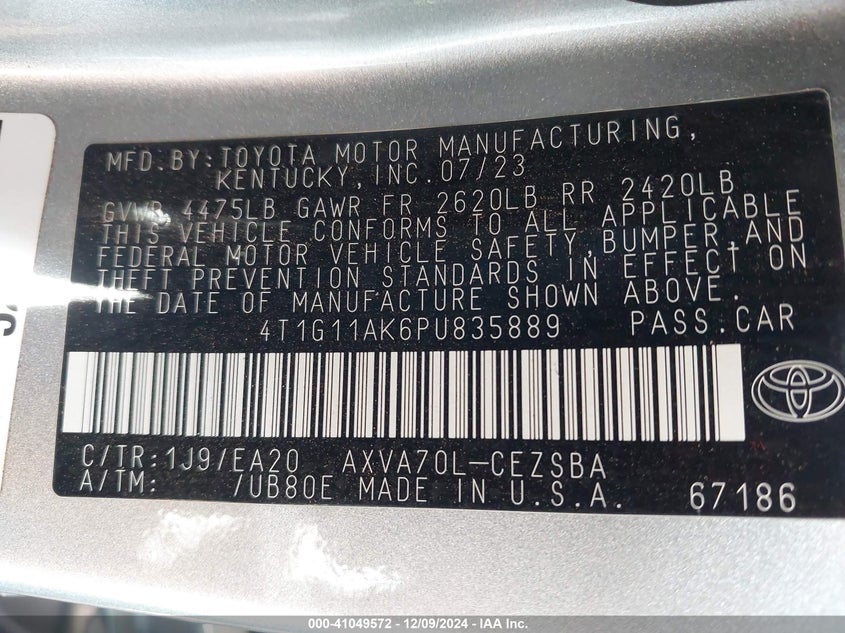 MFD.BY:TOYOTA MOTOR MANUFACTURING,
KENTUCKY,INC.07/23
GVWR 4475LB GAWR FR 2620LB RR 2420LB
THIS VEHICLE CONFORMS TO ALL APPLICABLE
FEDERAL MOTOR VEHICLE SAFETY,BUMPER,AND
THEFT PREVENTION STANDARDS IN EFFECT ON
THE DATE OF MANUFACTURE SHOWN ABOVE.
4T1G11AK6PU835889 PASS.CAR
C/TR:1J9/EA20 AXVA70L-CEZSBA
A/TM: /UB80E MADE IN U.S.A. 67186
000-41049572 - 12/09/2024 - IAA Inc.